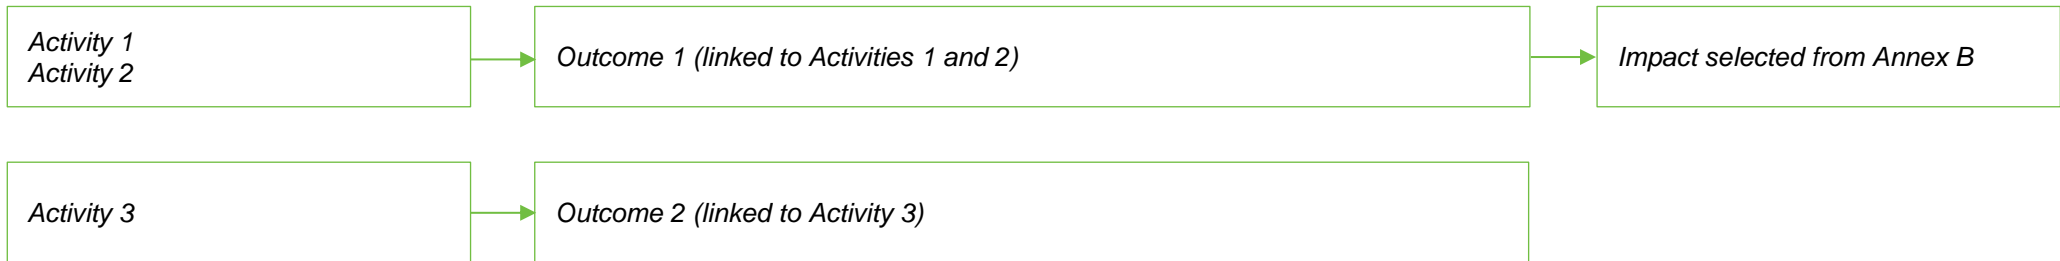 Activity 1
Activity 2
Outcome 1 (linked to Activities 1 and 2)
Impact selected from Annex B
Activity 3
Outcome 2 (linked to Activity 3)